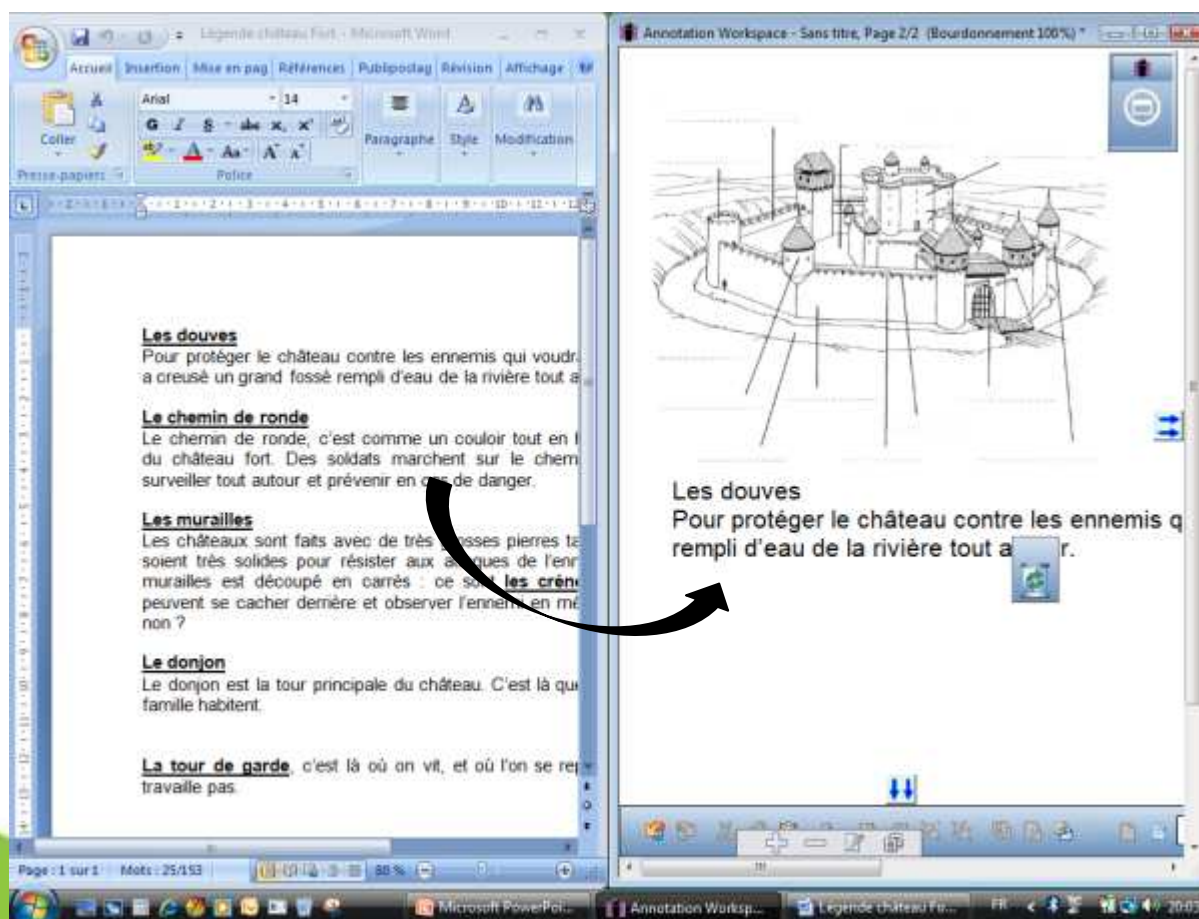 Légende château Fort - Microsoft Word
Accueil Insertion Mise en pag Références Publipostag Révision Affichage
Coller
Presse-papiers
Arial 14
G I S abc x, x'
Aa A A
Police
Paragraphe Style Modification
Les douves
Pour protéger le château contre les ennemis qui voudr
a creusé un grand fossé rempli d'eau de la rivière tout a
Le chemin de ronde
Le chemin de ronde, c'est comme un couloir tout en
du château fort. Des soldats marchent sur le chem
surveiller tout autour et prévenir en de danger.
Les murailles
Les châteaux sont faits avec de très grosses pierres ta
soient très solides pour résister aux de l'enn
murailles est découpé en carrés : ce sont les créne
peuvent se cacher derrière et observer l'ennemi en mê
non ?
Le donjon
Le donjon est la tour principale du château. C'est là que
famille habitent.
La tour de garde, c'est là où on vit, et où l'on se rep
travaille pas.
Page : 1 sur 1 Mots : 25/153 88 %
Annotation Workspace - Sans titre, Page 2/2 (Bourdonnement 100%) *
Les douves
Pour protéger le château contre les ennemis q
rempli d'eau de la rivière tout a r.
Microsoft PowerPoi... Annotation Worksp... Légende château Fo... FR 20:03